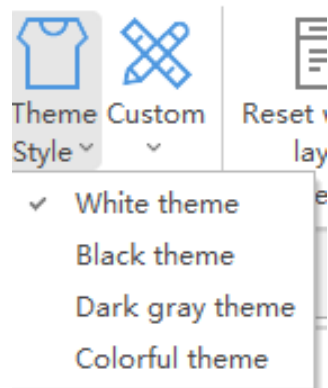 Theme Custom
Style
Reset
lay
White theme
Black theme
Dark gray theme
Colorful theme